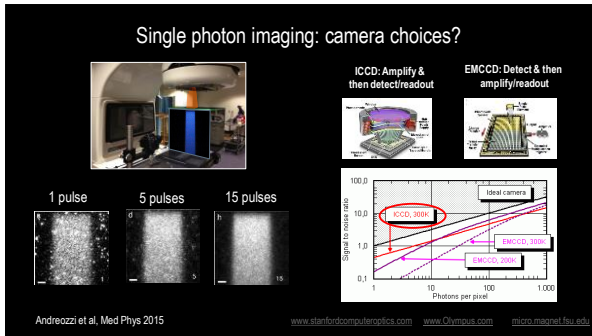 Single photon imaging: camera choices?
ICCD: Amplify &
then detect/readout
EMCCD: Detect & then
amplify/readout
1 pulse
5 pulses
15 pulses
d
5
h
15
100,0
10,0
1,0
0,1
Signal to noise ratio
Ideal camera
ICCD, 300K
EMCCD, 300K
EMCCD, 200K
1
10
100
1.000
Photons per pixel
Andreozzi et al, Med Phys 2015
www.stanfordcomputeroptics.com
www.Olympus.com
micro.magnet.fsu.edu